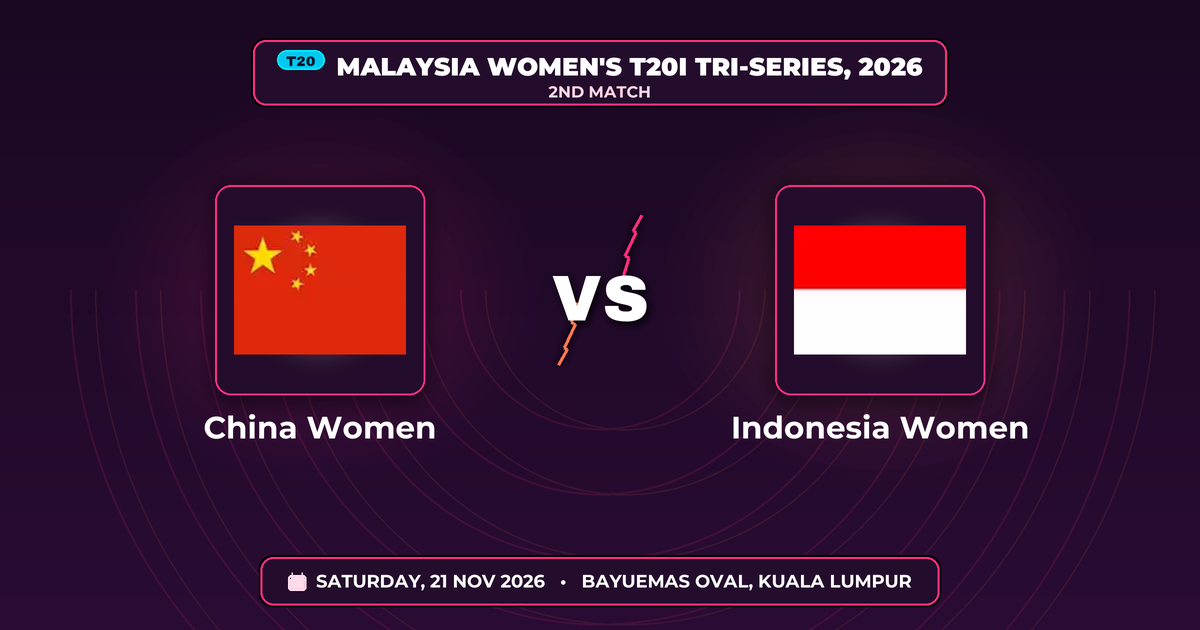 T20 MALAYSIA WOMEN'S T20I TRI-SERIES, 2026
2ND MATCH
VS
China Women
Indonesia Women
SATURDAY, 21 NOV 2026 • BAYUEMAS OVAL, KUALA LUMPUR